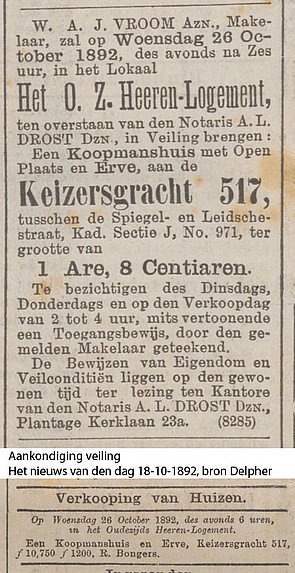 W. A. J. VROOM Azn., Make-
laar, zal op Woensdag 26 Oc-
tober 1892, des avonds na Zes
uur, in het Lokaal
Het O. Z. Heeren-Logement,
ten overstaan van den Notaris A. L.
DROST Dzn., in Veiling brengen:
Een Koopmanshuis met Open
Plaats en Erve, aan de
Keizersgracht 517,
tusschen de Spiegel- en Leidsche-
straat, Kad. Sectie J, No. 971, ter
grootte van
1 Are, 8 Centiaren.
Te bezichtigen des Dinsdags,
Donderdags en op den Verkoopdag
van 2 tot 4 uur, mits vertoonende
een Toegangsbewijs, door den ge-
melden Makelaar geteekend.
De Bewijzen van Eigendom en
Veilconditiën liggen op den gewo-
nen tijd ter lezing ten Kantore
van den Notaris A. L. DROST Dzn.,
Plantage Kerklaan 23a. (8285)
Aankondiging veiling
Het nieuws van den dag 18-10-1892, bron Delpher
Verkooping van Huizen.
Op Woensdag 26 October 1892, des avonds 6 uren,
in het Oudezijds Heeren-Logement.
Een Koopmanshuis en Erve, Keizersgracht 517,
f 10,750 f 1200, R. Bongers.